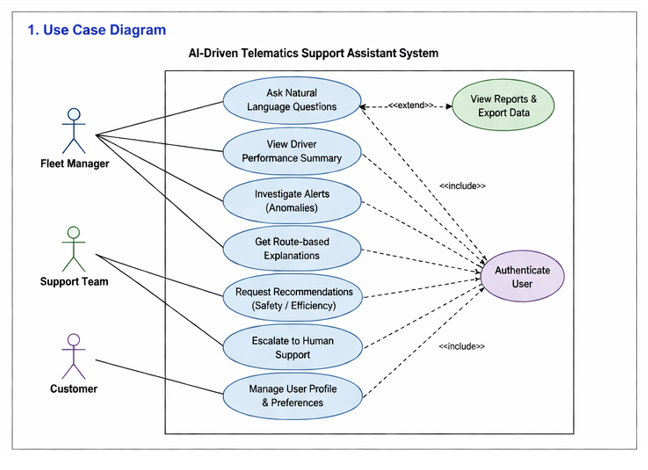 1. Use Case Diagram
AI-Driven Telematics Support Assistant System
Ask Natural
Language Questions
<<extend>>
View Reports &
Export Data
Fleet Manager
View Driver
Performance Summary
<<include>>
Investigate Alerts
(Anomalies)
Get Route-based
Explanations
Support Team
Authenticate
User
Request Recommendations
(Safety / Efficiency)
Escalate to Human
Support
<<include>>
Customer
Manage User Profile
& Preferences